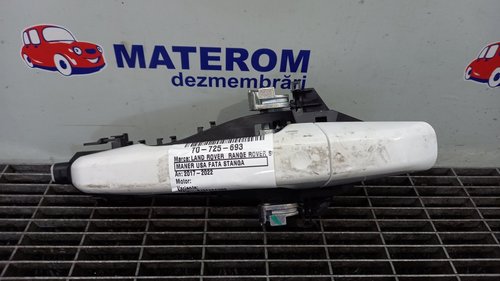 MATEROM
dezmembrări
70-725-693
Marca: LAND ROVER RANGE ROVER S
MANER USA FATA STANGA
An: 2017 - 2022
Motor: